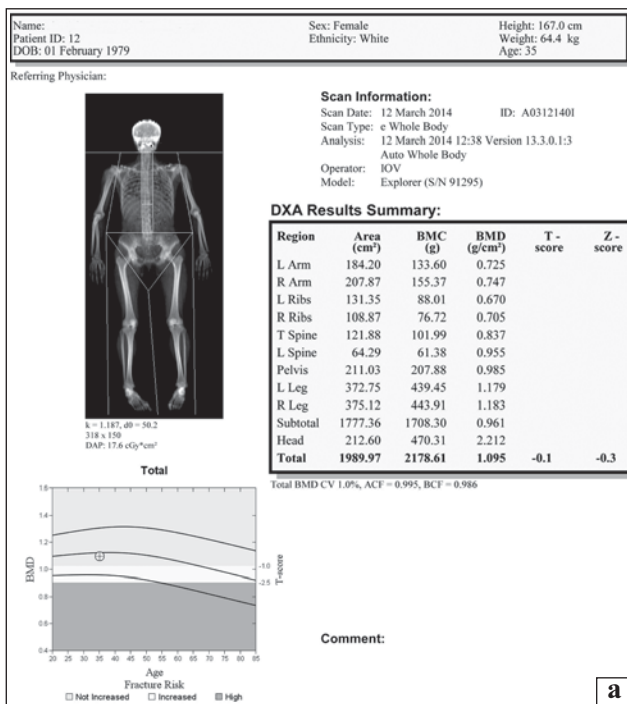 Name:
Patient ID: 12
DOB: 01 February 1979
Sex: Female
Ethnicity: White
Height: 167.0 cm
Weight: 64.4 kg
Age: 35
Referring Physician:
Scan Information:
Scan Date: 12 March 2014 ID: A0312140I
Scan Type: e Whole Body
Analysis: 12 March 2014 12:38 Version 13.3.0.1:3
Auto Whole Body
Operator: IOV
Model: Explorer (S/N 91295)
DXA Results Summary:
Region Area (cm²) BMC (g) BMD (g/cm²) T - score Z - score
L Arm 184.20 133.60 0.725
R Arm 207.87 155.37 0.747
L Ribs 131.35 88.01 0.670
R Ribs 108.87 76.72 0.705
T Spine 121.88 101.99 0.837
L Spine 64.29 61.38 0.955
Pelvis 211.03 207.88 0.985
L Leg 372.75 439.45 1.179
R Leg 375.12 443.91 1.183
Subtotal 1777.36 1708.30 0.961
Head 212.60 470.31 2.212
Total 1989.97 2178.61 1.095 -0.1 -0.3
Total BMD CV 1.0%, ACF = 0.995, BCF = 0.986
k = 1.187, d0 = 50.2
318 x 150
DAP: 17.6 cGy*cm²
Total
1.6
1.4
1.2
1.0
0.8
0.6
0.4
BMD
-1.0
-2.5
T-score
20 25 30 35 40 45 50 55 60 65 70 75 80 85
Age
Fracture Risk
Not Increased Increased High
Comment:
a